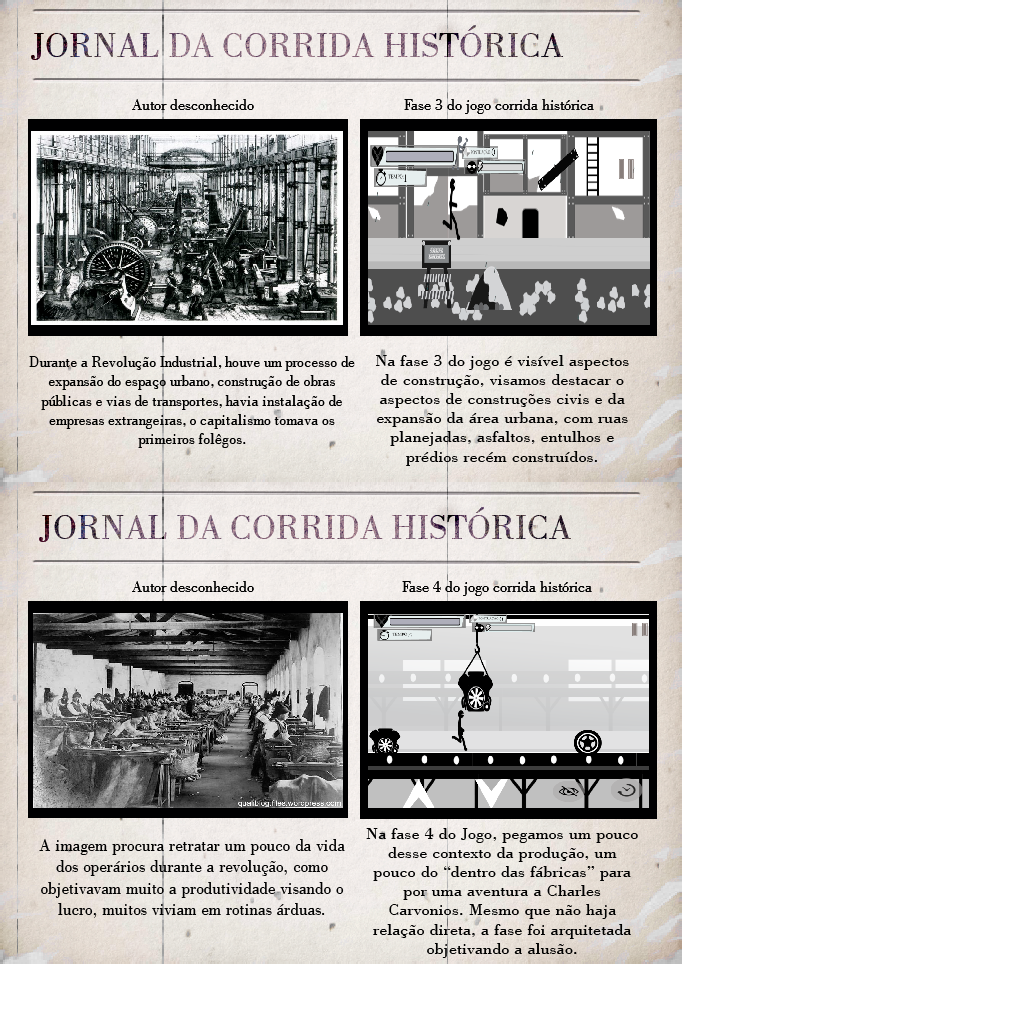 JORNAL DA CORRIDA HISTÓRICA
Autor desconhecido
Durante a Revolução Industrial, houve um processo de
expansão do espaço urbano, construção de obras
públicas e vias de transportes, havia instalação de
empresas extrangeiras, o capitalismo tomava os
primeiros folêgos.
Fase 3 do jogo corrida histórica
TEMPO:
Na fase 3 do jogo é visível aspectos
de construção, visamos destacar o
aspectos de construções civis e da
expansão da área urbana, com ruas
planejadas, asfaltos, entulhos e
prédios recém construídos.
JORNAL DA CORRIDA HISTÓRICA
Autor desconhecido
qualiblog.files.wordpress.com
A imagem procura retratar um pouco da vida
dos operários durante a revolução, como
objetivavam muito a produtividade visando o
lucro, muitos viviam em rotinas árduas.
Fase 4 do jogo corrida histórica
TEMPO:
Na fase 4 do Jogo, pegamos um pouco
desse contexto da produção, um
pouco do “dentro das fábricas” para
por uma aventura a Charles
Carvonios. Mesmo que não haja
relação direta, a fase foi arquitetada
objetivando a alusão.